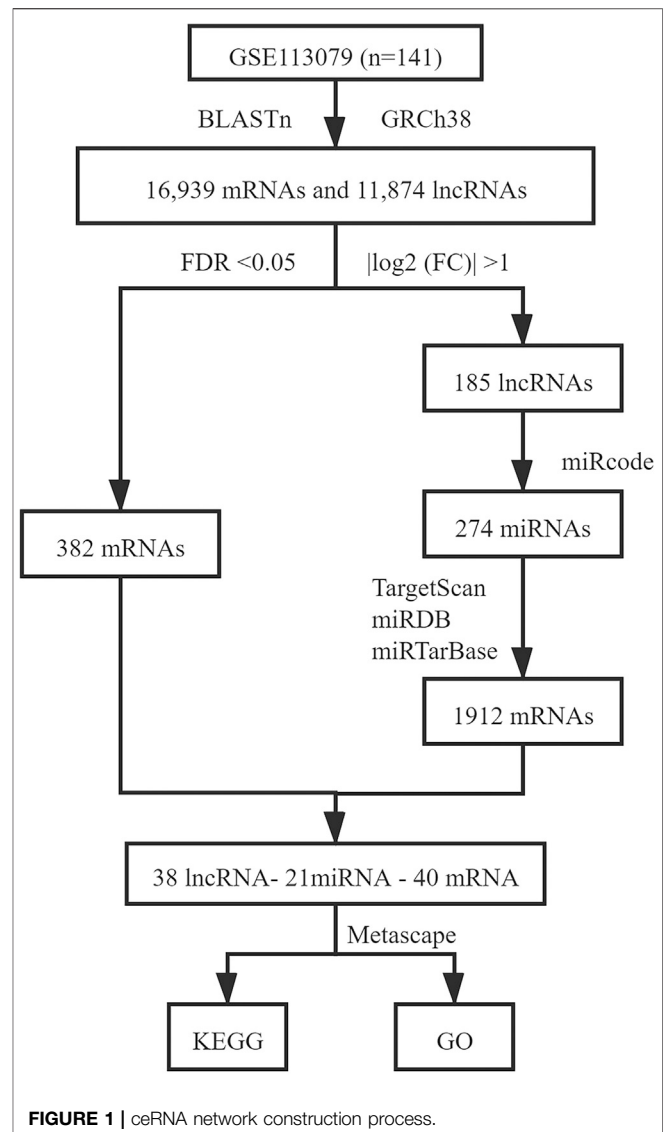 GSE113079 (n=141)
BLASTn GRCh38
16,939 mRNAs and 11,874 lncRNAs
FDR <0.05 |log2 (FC)| >1
185 lncRNAs
miRcode
382 mRNAs
274 miRNAs
TargetScan
miRDB
miRTarBase
1912 mRNAs
38 lncRNA- 21miRNA - 40 mRNA
Metascape
KEGG GO
FIGURE 1 | ceRNA network construction process.